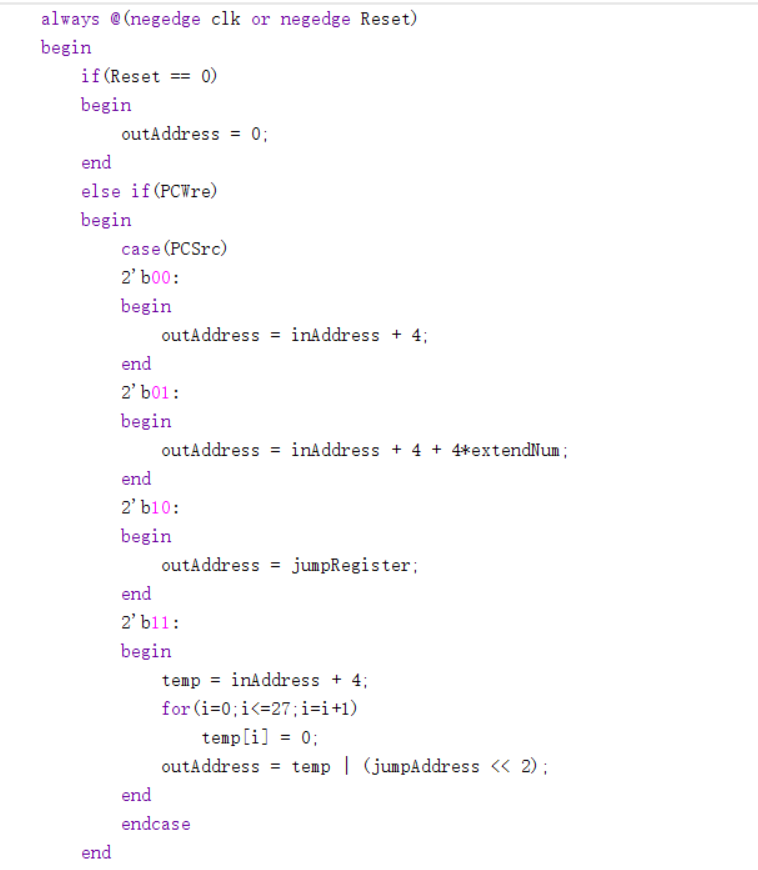 always @(negedge clk or negedge Reset)
begin
    if(Reset == 0)
    begin
        outAddress = 0;
    end
    else if(PCWre)
    begin
        case(PCSrc)
        2'b00:
        begin
            outAddress = inAddress + 4;
        end
        2'b01:
        begin
            outAddress = inAddress + 4 + 4*extendNum;
        end
        2'b10:
        begin
            outAddress = jumpRegister;
        end
        2'b11:
        begin
            temp = inAddress + 4;
            for(i=0;i<=27;i=i+1)
                temp[i] = 0;
            outAddress = temp | (jumpAddress << 2);
        end
        endcase
    end